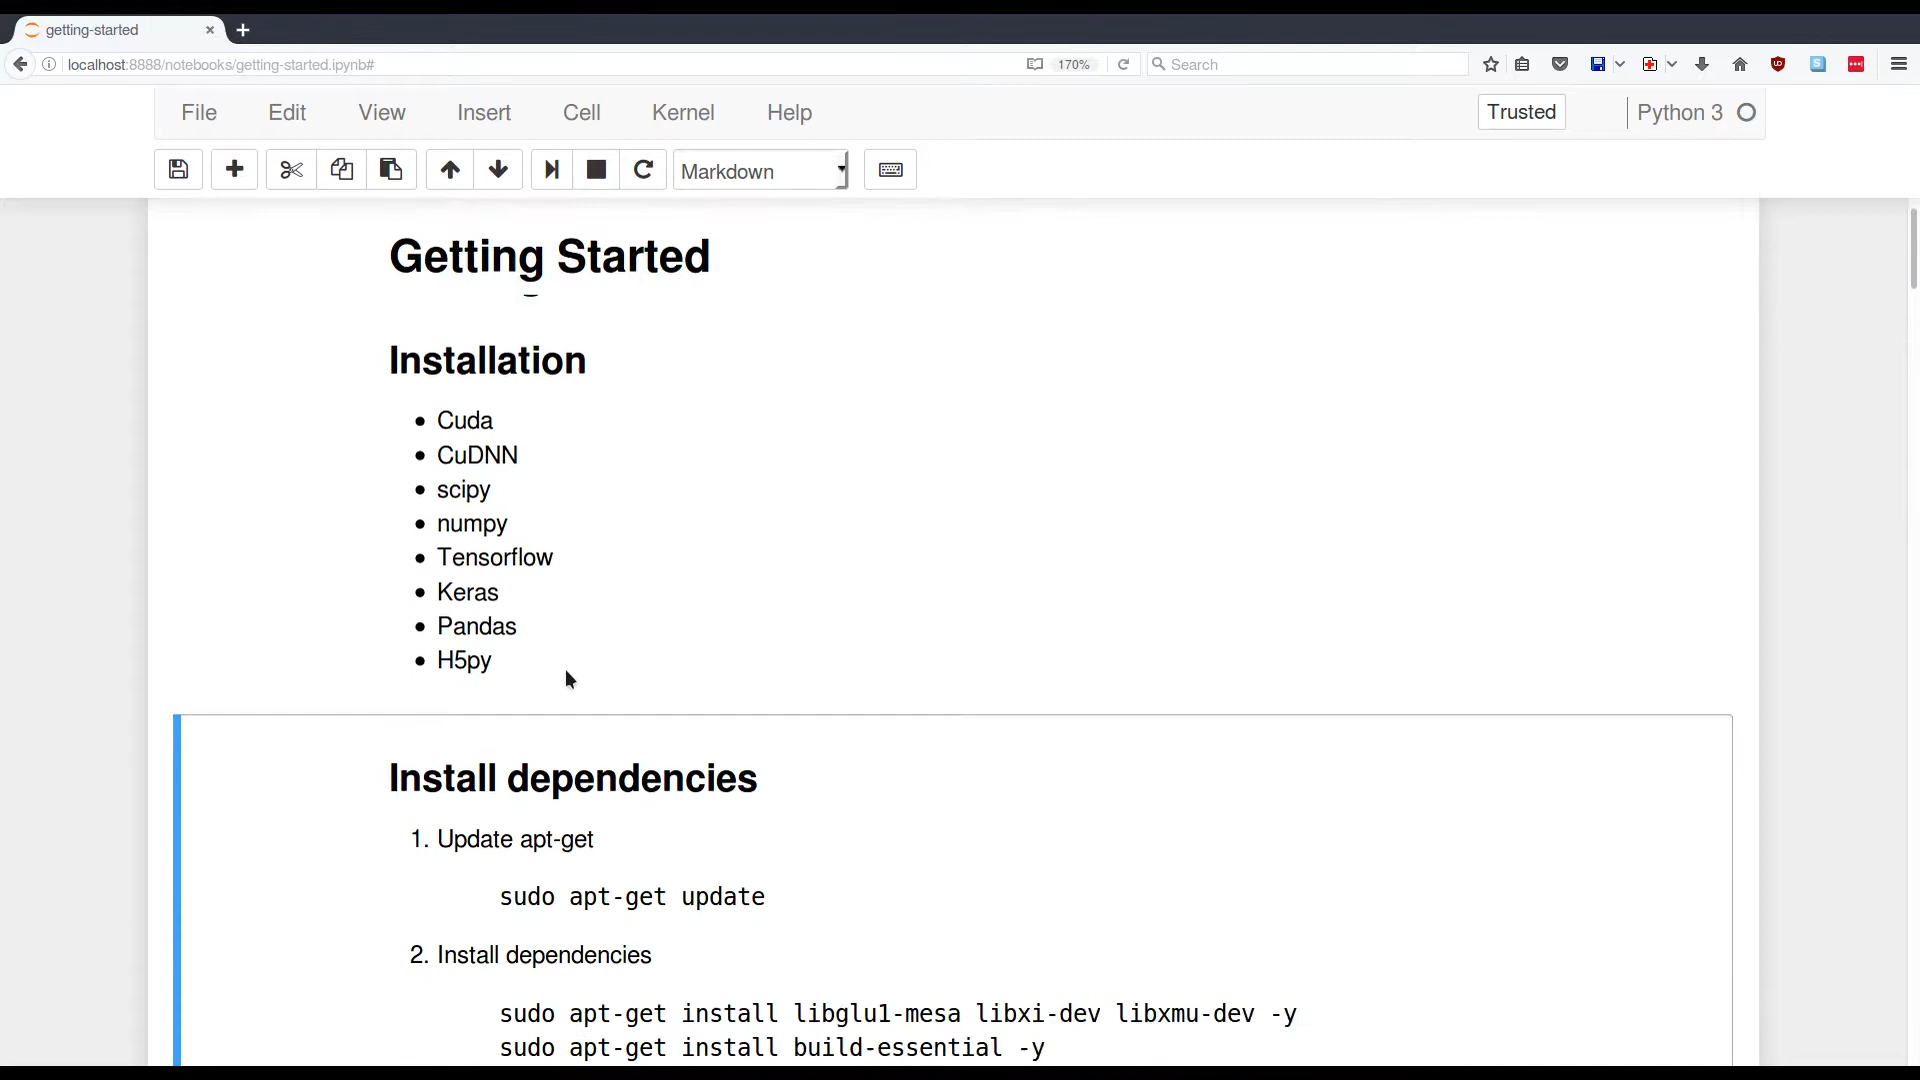 getting-started
localhost:8888/notebooks/getting-started.ipynb#
170%
Search
File Edit View Insert Cell Kernel Help
Trusted
Python 3
Markdown
Getting Started
Installation
• Cuda
• CuDNN
• scipy
• numpy
• Tensorflow
• Keras
• Pandas
• H5py
Install dependencies
1. Update apt-get
sudo apt-get update
2. Install dependencies
sudo apt-get install libglu1-mesa libxi-dev libxmu-dev -y
sudo apt-get install build-essential -y